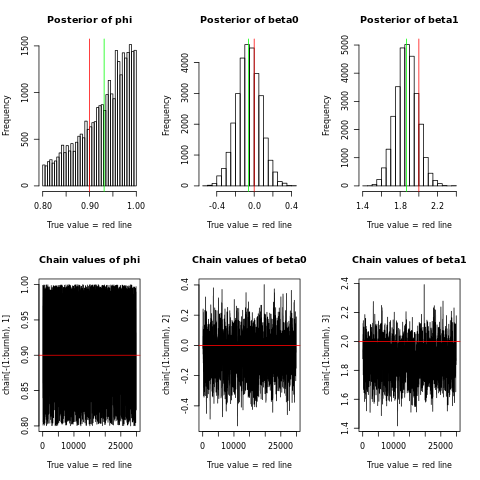 Posterior of phi
Posterior of beta0
Posterior of beta1
Frequency
0
500
1000
1500
0.80
0.90
1.00
True value = red line
Frequency
0
1000
2000
3000
4000
-0.4
0.0
0.4
True value = red line
Frequency
0
1000
2000
3000
4000
5000
1.4
1.8
2.2
True value = red line
Chain values of phi
Chain values of beta0
Chain values of beta1
chain[-(1:burnIn), 1]
0.80
0.85
0.90
0.95
1.00
0
10000
25000
True value = red line
chain[-(1:burnIn), 2]
-0.4
-0.2
0.0
0.2
0.4
0
10000
25000
True value = red line
chain[-(1:burnIn), 3]
1.4
1.6
1.8
2.0
2.2
2.4
0
10000
25000
True value = red line